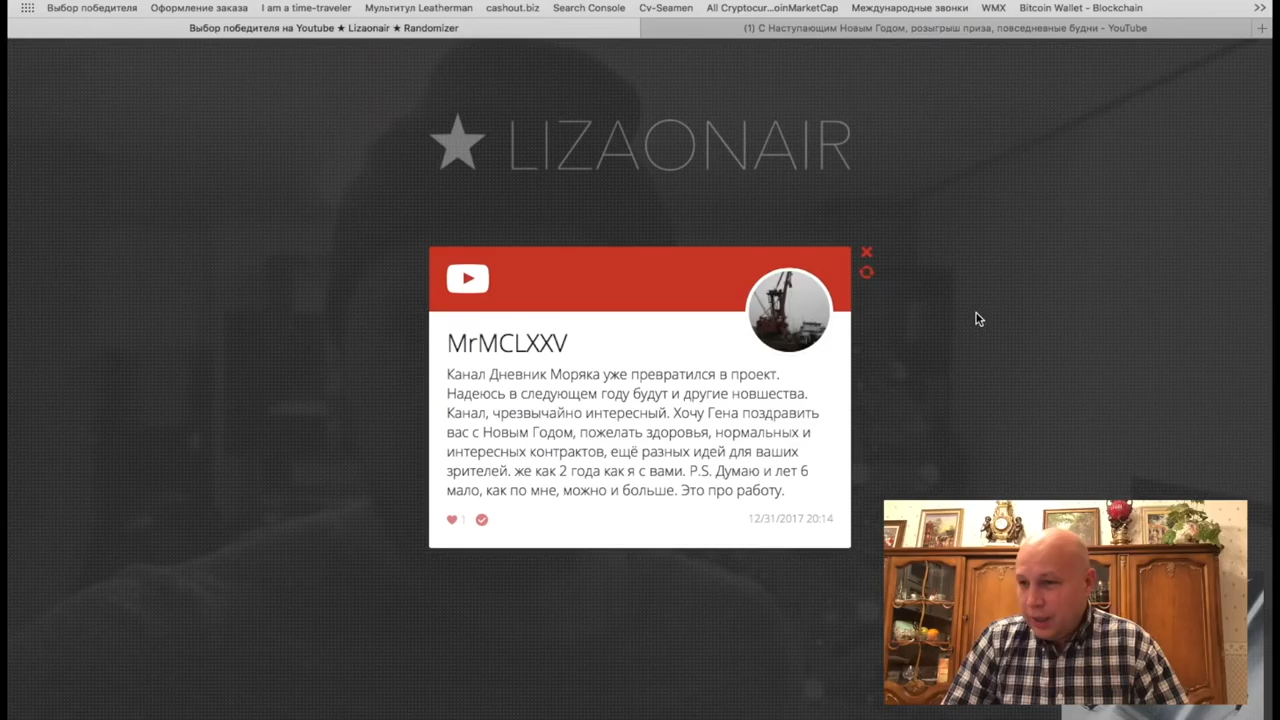 Выбор победителя Оформление заказа I am a time-traveler Мультитул Leatherman cashout.biz Search Console Cv-Seamen All Cryptocur...oinMarketCap Международные звонки WMX Bitcoin Wallet - Blockchain
Выбор победителя на Youtube ★ Lizaonair ★ Randomizer
(1) С Наступающим Новым Годом, розыгрыш приза, повседневные будни - YouTube
★ LIZAONAIR
MrMCLXXV
Канал Дневник Моряка уже превратился в проект.
Надеюсь в следующем году будут и другие новшества.
Канал, чрезвычайно интересный. Хочу Гена поздравить
вас с Новым Годом, пожелать здоровья, нормальных и
интересных контрактов, ещё разных идей для ваших
зрителей. же как 2 года как я с вами. P.S. Думаю и лет 6
мало, как по мне, можно и больше. Это про работу.
1
12/31/2017 20:14